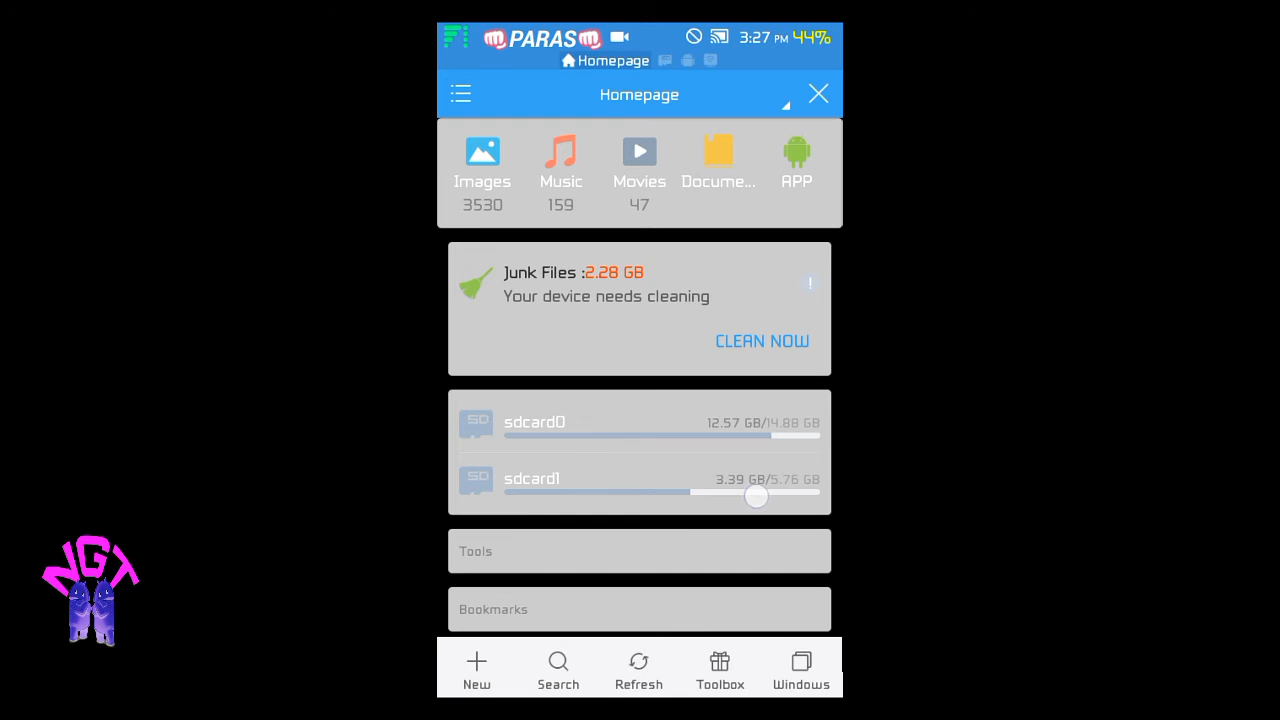 PARAS 3:27 PM 44%
Homepage
Homepage
Images Music Movies Docume... APP
3530 159 47
Junk Files :2.28 GB
Your device needs cleaning
CLEAN NOW
SD sdcard0 12.57 GB/14.88 GB
SD sdcard1 3.39 GB/5.76 GB
Tools
Bookmarks
New Search Refresh Toolbox Windows
NGT